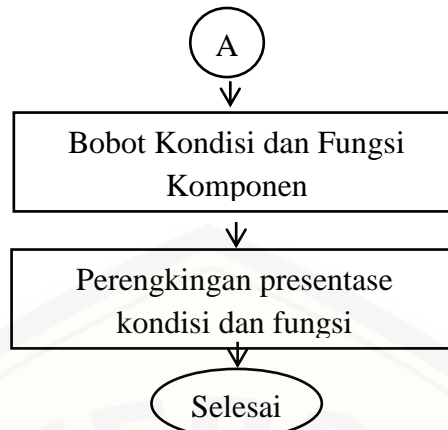 A
Bobot Kondisi dan Fungsi
Komponen
Perengkingan presentase
kondisi dan fungsi
Selesai